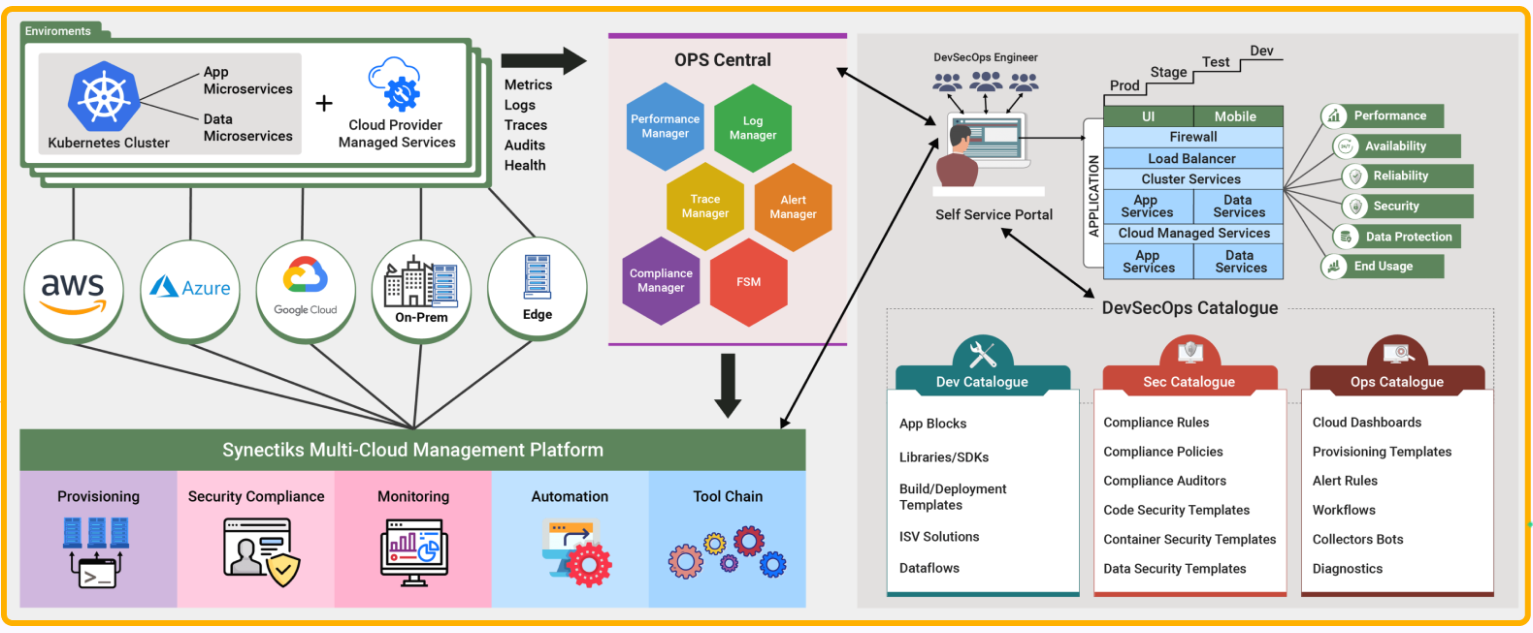 Enviroments
App
Microservices
Data
Microservices
Kubernetes Cluster
+
Cloud Provider
Managed Services
Metrics
Logs
Traces
Audits
Health
aws
Azure
Google Cloud
On-Prem
Edge
OPS Central
Performance
Manager
Log
Manager
Trace
Manager
Alert
Manager
Compliance
Manager
FSM
Synectiks Multi-Cloud Management Platform
Provisioning
Security Compliance
Monitoring
Automation
Tool Chain
>_
DevSecOps Engineer
Self Service Portal
Prod
Stage
Test
Dev
APPLICATION
UI
Mobile
Firewall
Load Balancer
Cluster Services
App
Services
Data
Services
Cloud Managed Services
App
Services
Data
Services
Performance
Availability
Reliability
Security
Data Protection
End Usage
DevSecOps Catalogue
Dev Catalogue
App Blocks
Libraries/SDKs
Build/Deployment
Templates
ISV Solutions
Dataflows
Sec Catalogue
Compliance Rules
Compliance Policies
Compliance Auditors
Code Security Templates
Container Security Templates
Data Security Templates
Ops Catalogue
Cloud Dashboards
Provisioning Templates
Alert Rules
Workflows
Collectors Bots
Diagnostics